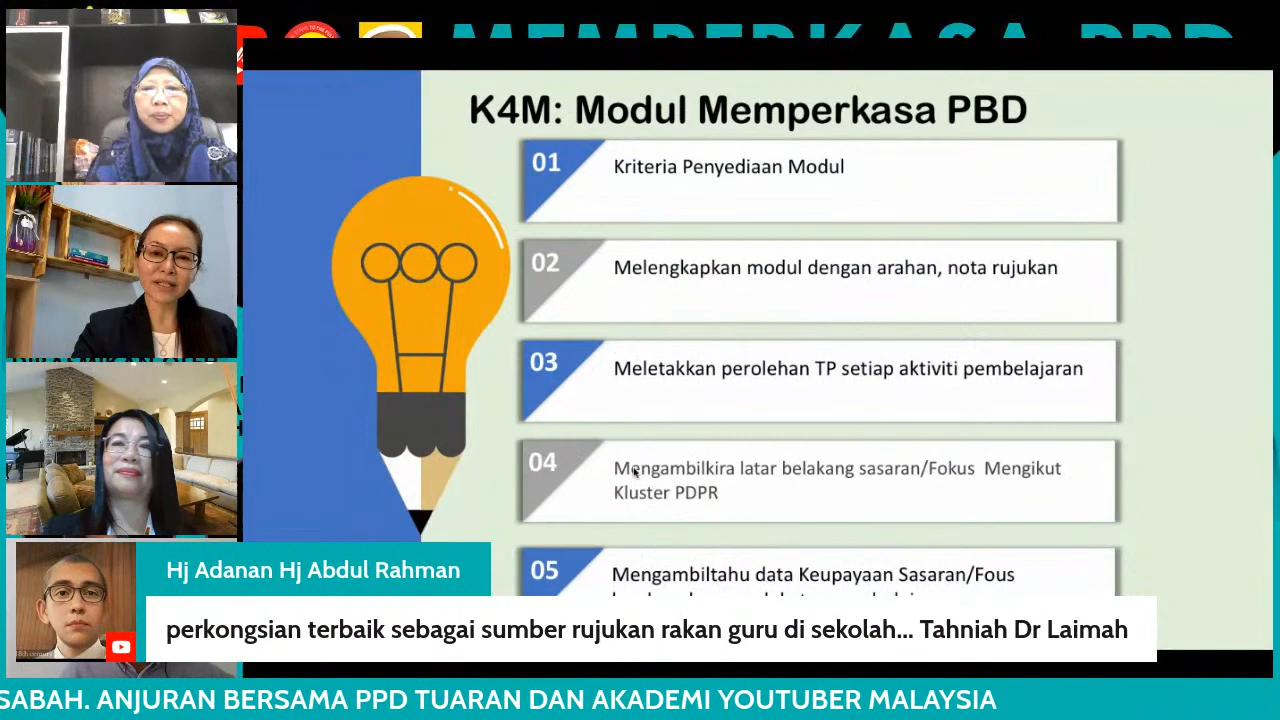 MEMPERKASA PBD
K4M: Modul Memperkasa PBD
01
Kriteria Penyediaan Modul
02
Melengkapkan modul dengan arahan, nota rujukan
03
Meletakkan perolehan TP setiap aktiviti pembelajaran
04
Mengambilkira latar belakang sasaran/Fokus Mengikut
Kluster PDPR
05
Mengambiltahu data Keupayaan Sasaran/Fous
Hj Adanan Hj Abdul Rahman
perkongsian terbaik sebagai sumber rujukan rakan guru di sekolah... Tahniah Dr Laimah
SABAH. ANJURAN BERSAMA PPD TUARAN DAN AKADEMI YOUTUBER MALAYSIA